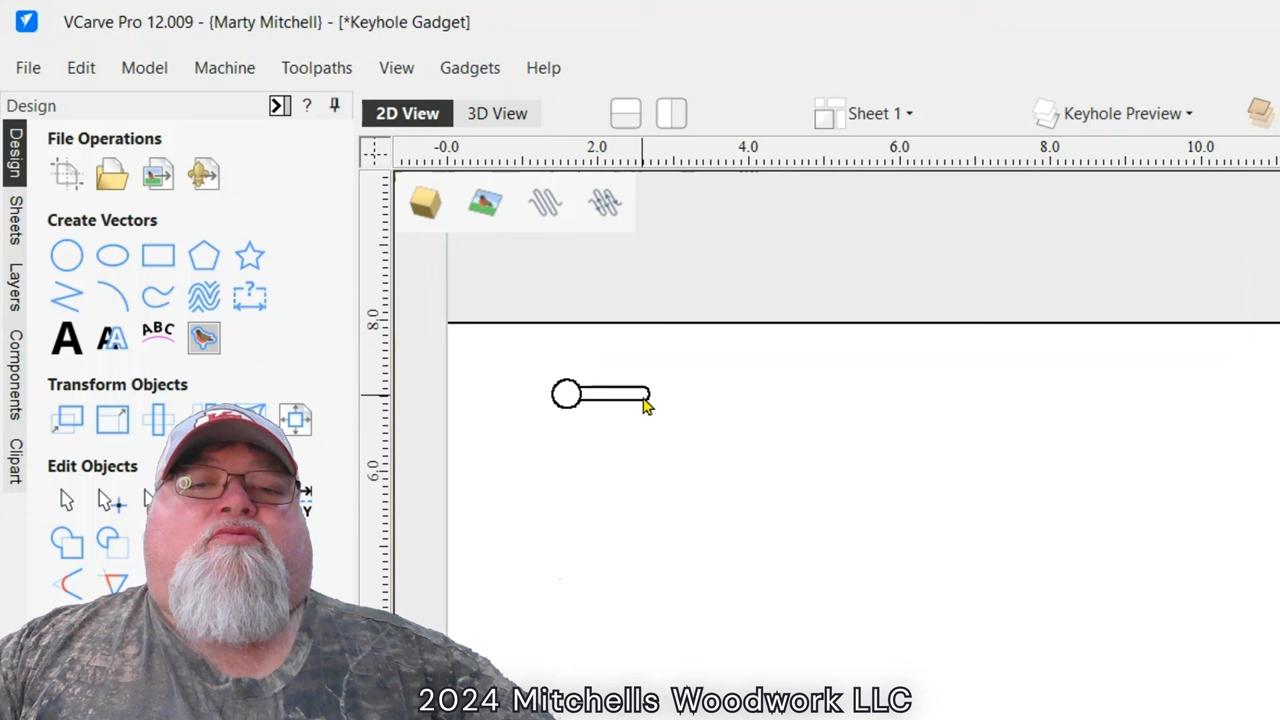 VCarve Pro 12.009 - {Marty Mitchell} - [*Keyhole Gadget]
File Edit Model Machine Toolpaths View Gadgets Help
Design ?
2D View 3D View Sheet 1 Keyhole Preview
-0.0 2.0 4.0 6.0 8.0 10.0
Design
Sheets
Layers
Components
Clipart
File Operations
Create Vectors
?
A A A ABC
Transform Objects
Edit Objects
8.0
6.0
2024 Mitchells Woodwork LLC